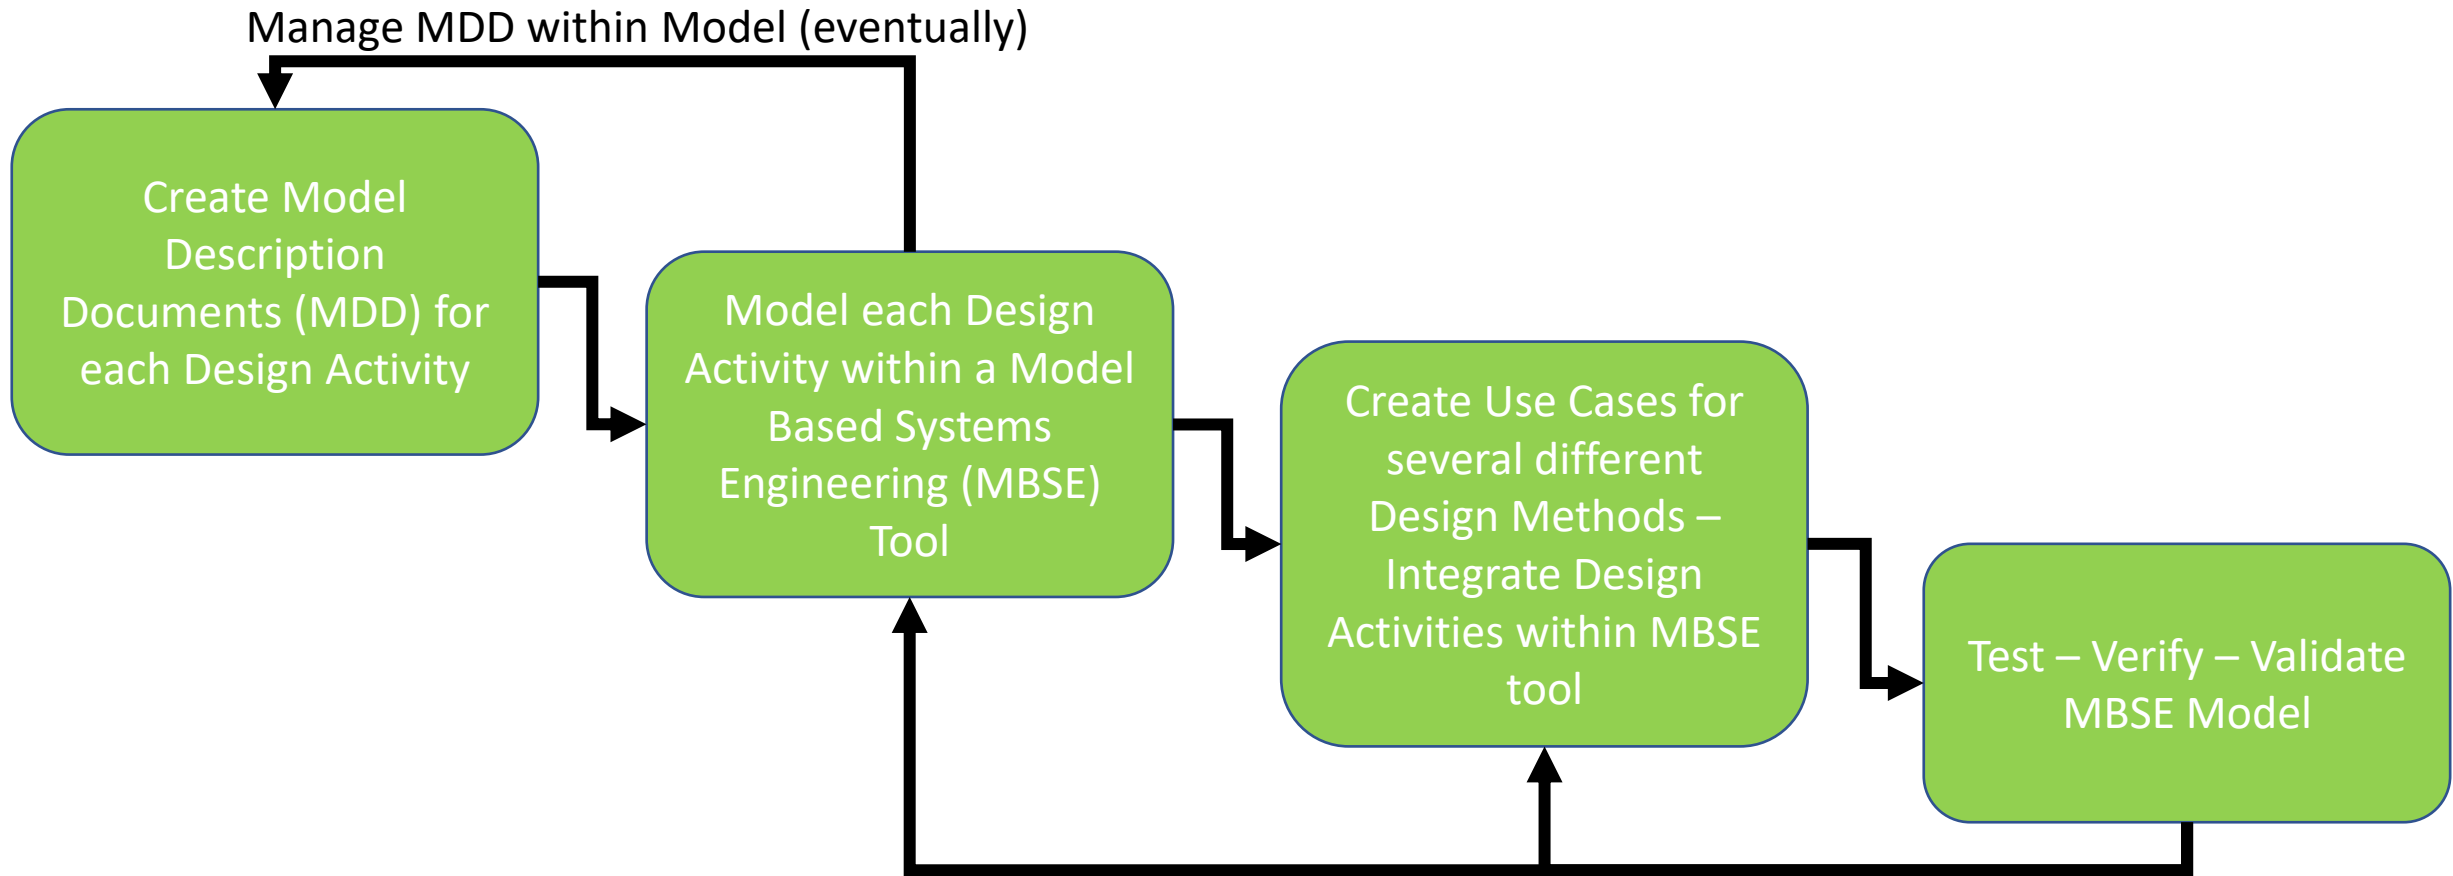 Manage MDD within Model (eventually)
Create Model
Description
Documents (MDD) for
each Design Activity
Model each Design
Activity within a Model
Based Systems
Engineering (MBSE)
Tool
Create Use Cases for
several different
Design Methods –
Integrate Design
Activities within MBSE
tool
Test – Verify – Validate
MBSE Model